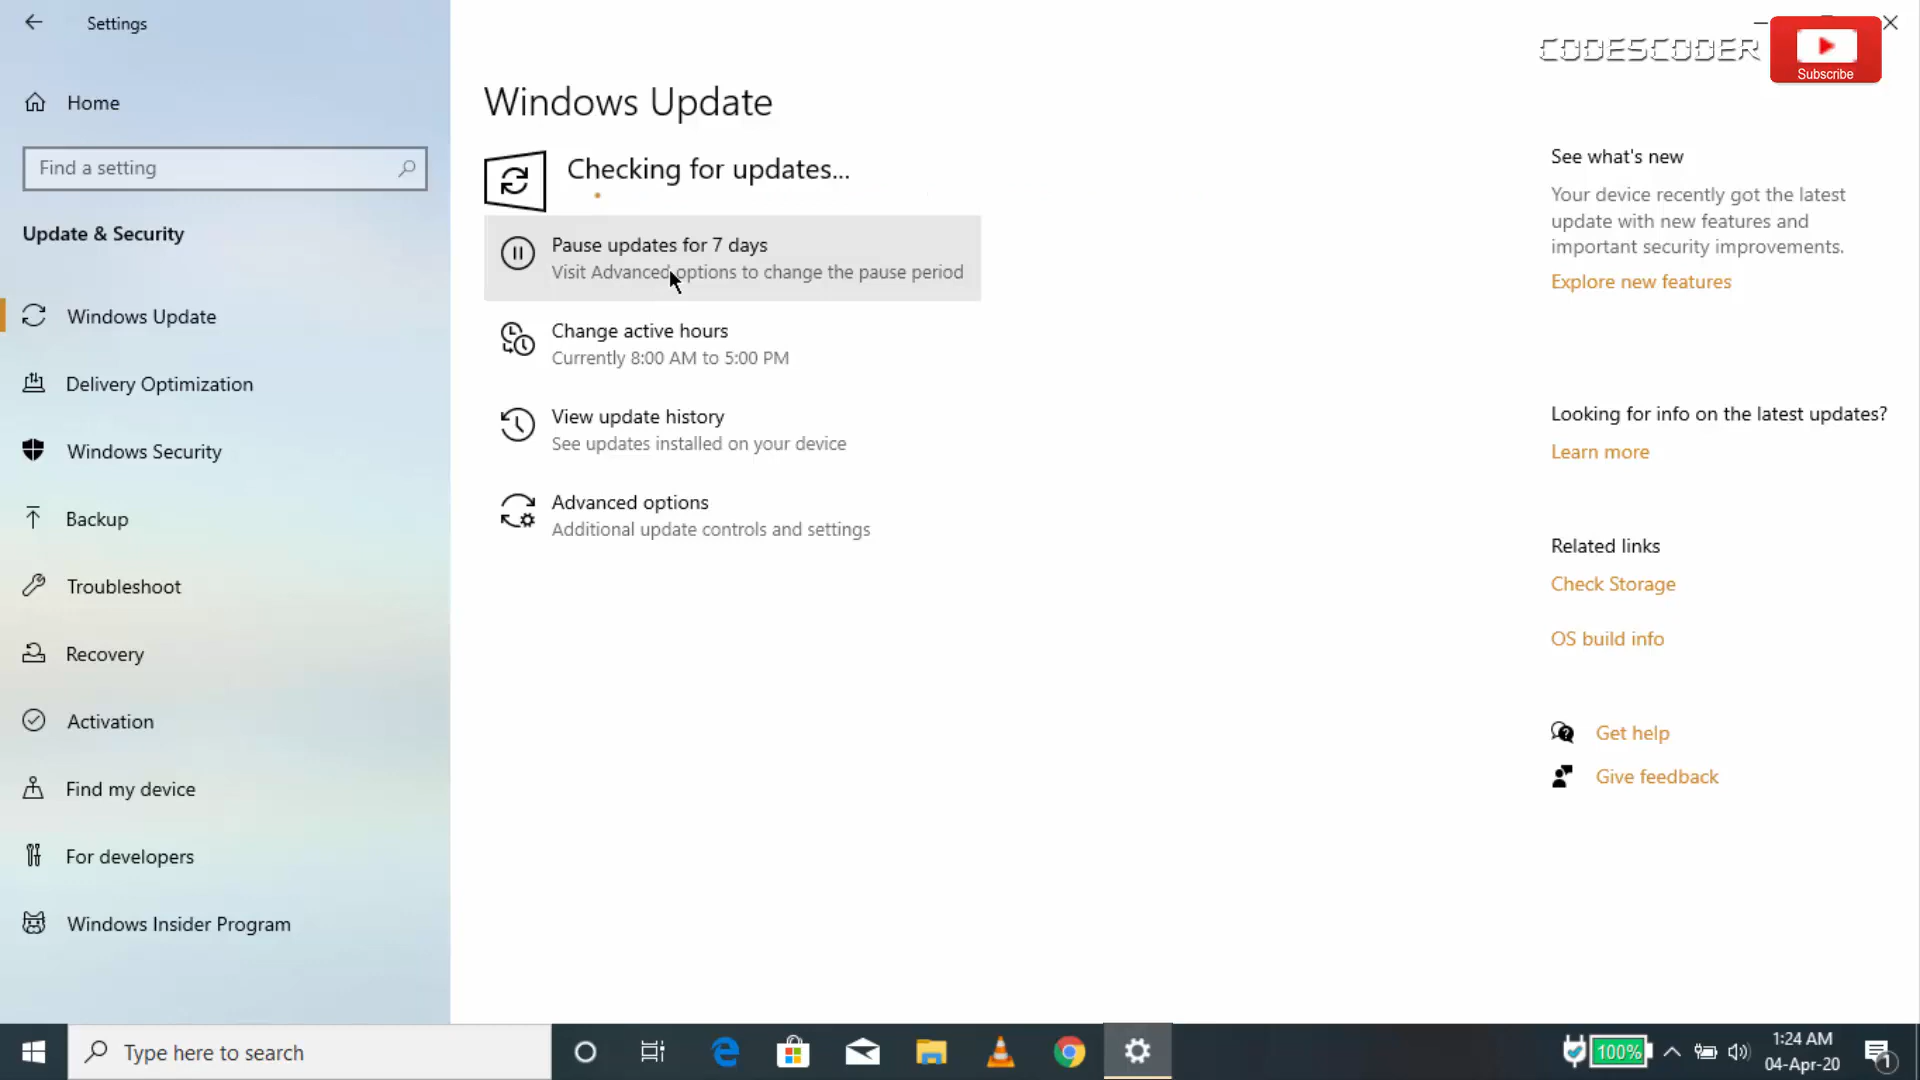 Settings
CODESCODER
Subscribe
Home
Find a setting
Update & Security
Windows Update
Delivery Optimization
Windows Security
Backup
Troubleshoot
Recovery
Activation
Find my device
For developers
Windows Insider Program
Windows Update
Checking for updates...
Pause updates for 7 days
Visit Advanced options to change the pause period
Change active hours
Currently 8:00 AM to 5:00 PM
View update history
See updates installed on your device
Advanced options
Additional update controls and settings
See what's new
Your device recently got the latest
update with new features and
important security improvements.
Explore new features
Looking for info on the latest updates?
Learn more
Related links
Check Storage
OS build info
Get help
Give feedback
Type here to search
100%
1:24 AM
04-Apr-20
1